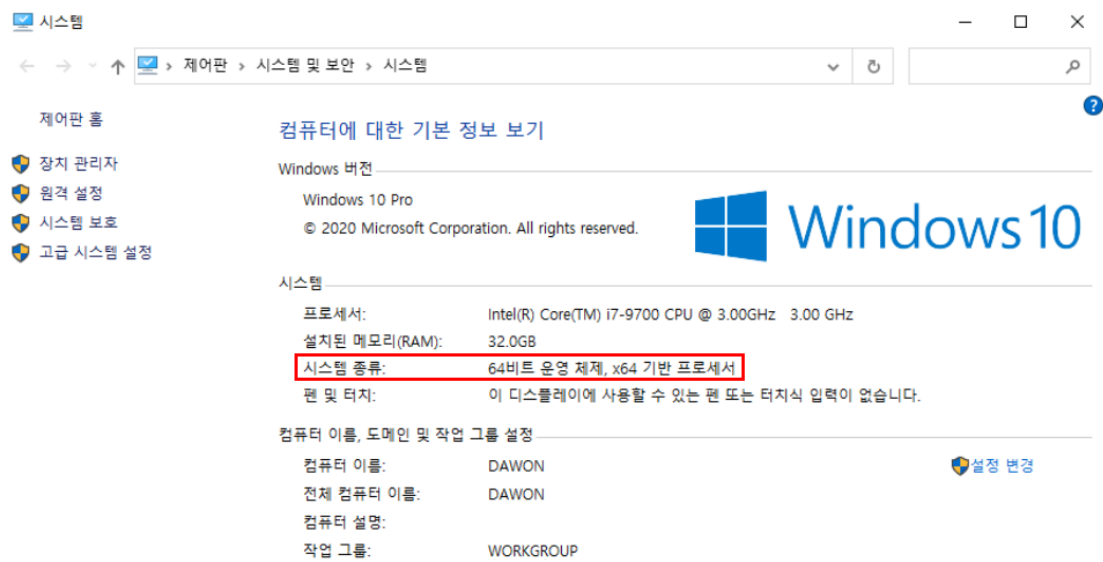 시스템
제어판 › 시스템 및 보안 › 시스템
제어판 홈
장치 관리자
원격 설정
시스템 보호
고급 시스템 설정
컴퓨터에 대한 기본 정보 보기
Windows 버전
Windows 10 Pro
© 2020 Microsoft Corporation. All rights reserved.
Windows 10
시스템
프로세서: Intel(R) Core(TM) i7-9700 CPU @ 3.00GHz 3.00 GHz
설치된 메모리(RAM): 32.0GB
시스템 종류: 64비트 운영 체제, x64 기반 프로세서
펜 및 터치: 이 디스플레이에 사용할 수 있는 펜 또는 터치식 입력이 없습니다.
컴퓨터 이름, 도메인 및 작업 그룹 설정
컴퓨터 이름: DAWON
설정 변경
전체 컴퓨터 이름: DAWON
컴퓨터 설명:
작업 그룹: WORKGROUP